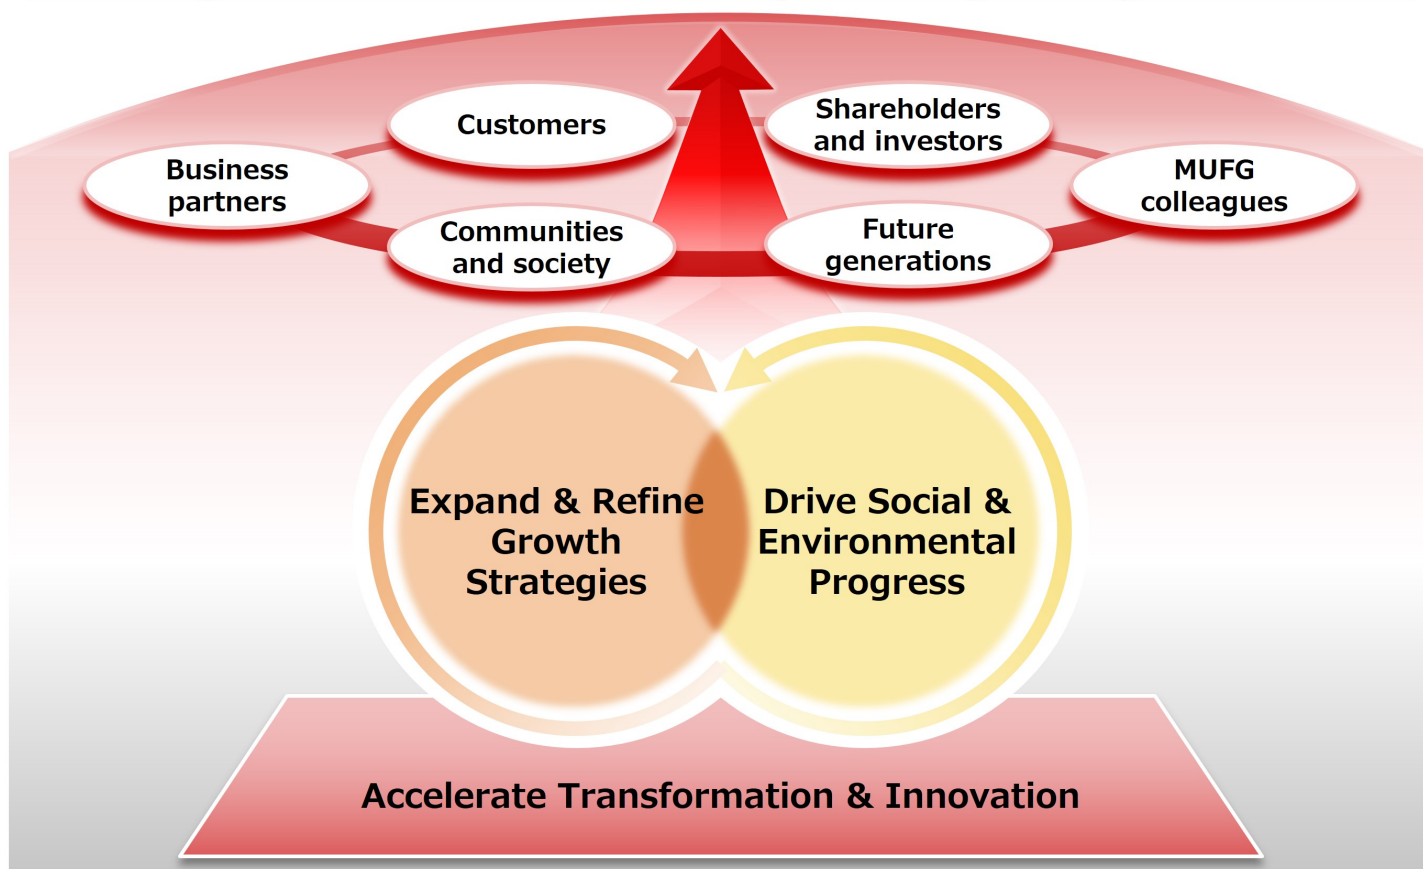 Customers
Shareholders
and investors
Business
partners
MUFG
colleagues
Communities
and society
Future
generations
Expand & Refine
Growth
Strategies
Drive Social &
Environmental
Progress
Accelerate Transformation & Innovation